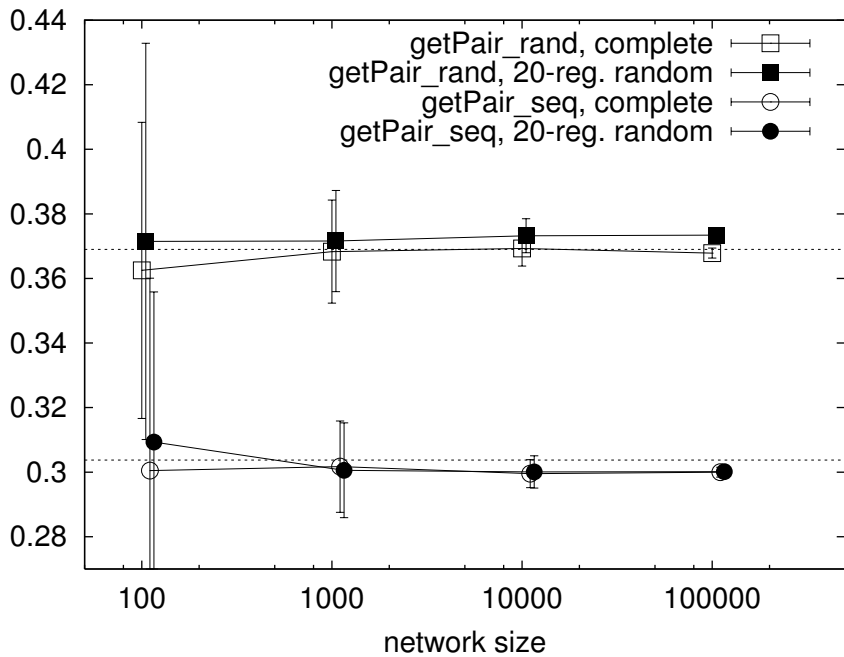 0.44
0.42
0.4
0.38
0.36
0.34
0.32
0.3
0.28
getPair_rand, complete
getPair_rand, 20-reg. random
getPair_seq, complete
getPair_seq, 20-reg. random
100 1000 10000 100000
network size